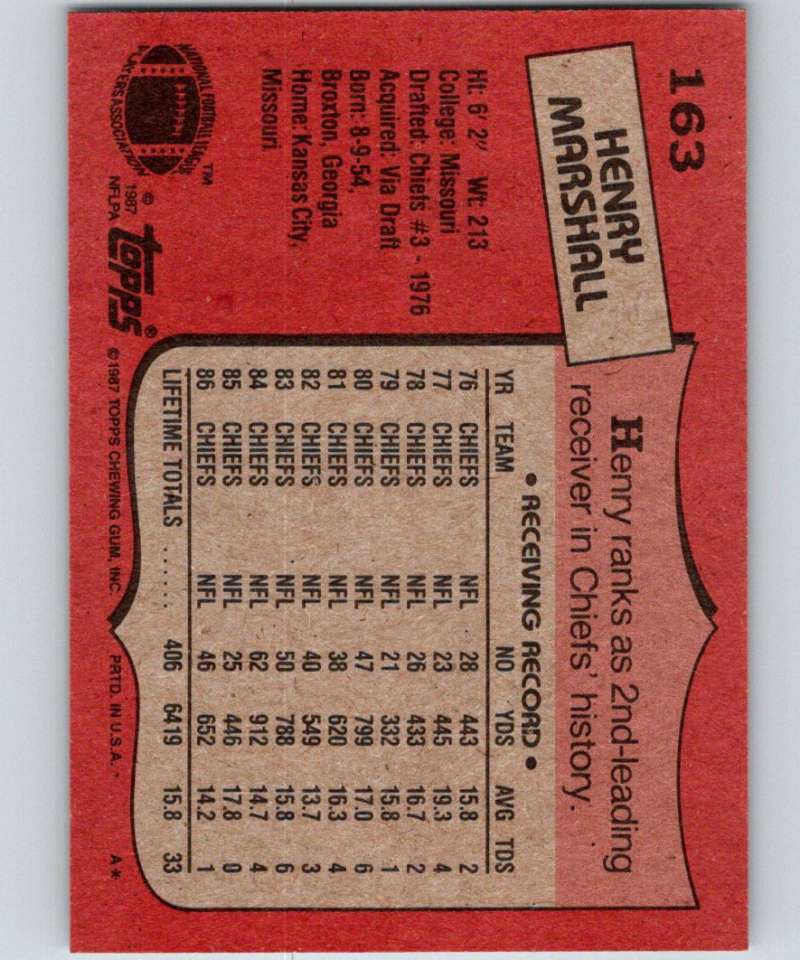 163
HENRY
MARSHALL
Ht: 6' 2" Wt: 213
College: Missouri
Drafted: Chiefs #3 - 1976
Acquired: Via Draft
Born: 8-9-54,
Broxton, Georgia
Home: Kansas City,
Missouri
NATIONAL FOOTBALL LEAGUE
PLAYERS ASSOCIATION
TM
© 1987
NFLPA
topps®
©1987 TOPPS CHEWING GUM, INC. PRTD. IN U.S.A. A*
Henry ranks as 2nd-leading
receiver in Chiefs' history.
• RECEIVING RECORD •
YR TEAM NO YDS AVG TDS
76 CHIEFS NFL 28 443 15.8 2
77 CHIEFS NFL 23 445 19.3 4
78 CHIEFS NFL 26 433 16.7 2
79 CHIEFS NFL 21 332 15.8 1
80 CHIEFS NFL 47 799 17.0 6
81 CHIEFS NFL 38 620 16.3 4
82 CHIEFS NFL 40 549 13.7 3
83 CHIEFS NFL 50 788 15.8 6
84 CHIEFS NFL 62 912 14.7 4
85 CHIEFS NFL 25 446 17.8 0
86 CHIEFS NFL 46 652 14.2 1
LIFETIME TOTALS ...... 406 6419 15.8 33